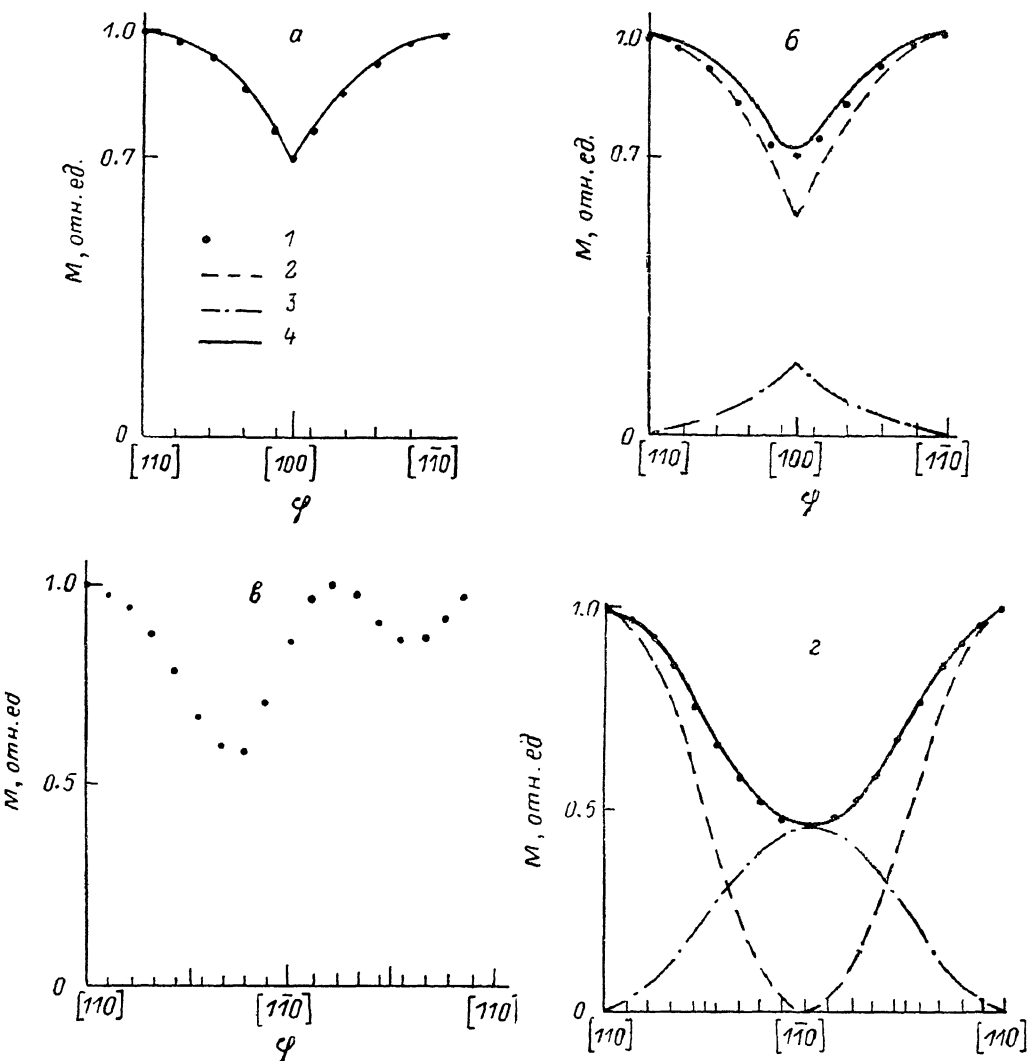 а
1.0
0.7
0
М, отн. ед.
1
2
3
4
[110] [100] [11̄0]
φ
б
1.0
0.7
0
М, отн. ед.
[110] [100] [11̄0]
φ
в
1.0
0.5
0
М, отн. ед
[110] [11̄0] [110]
φ
г
1.0
0.5
0
М, отн. ед
[110] [11̄0] [110]